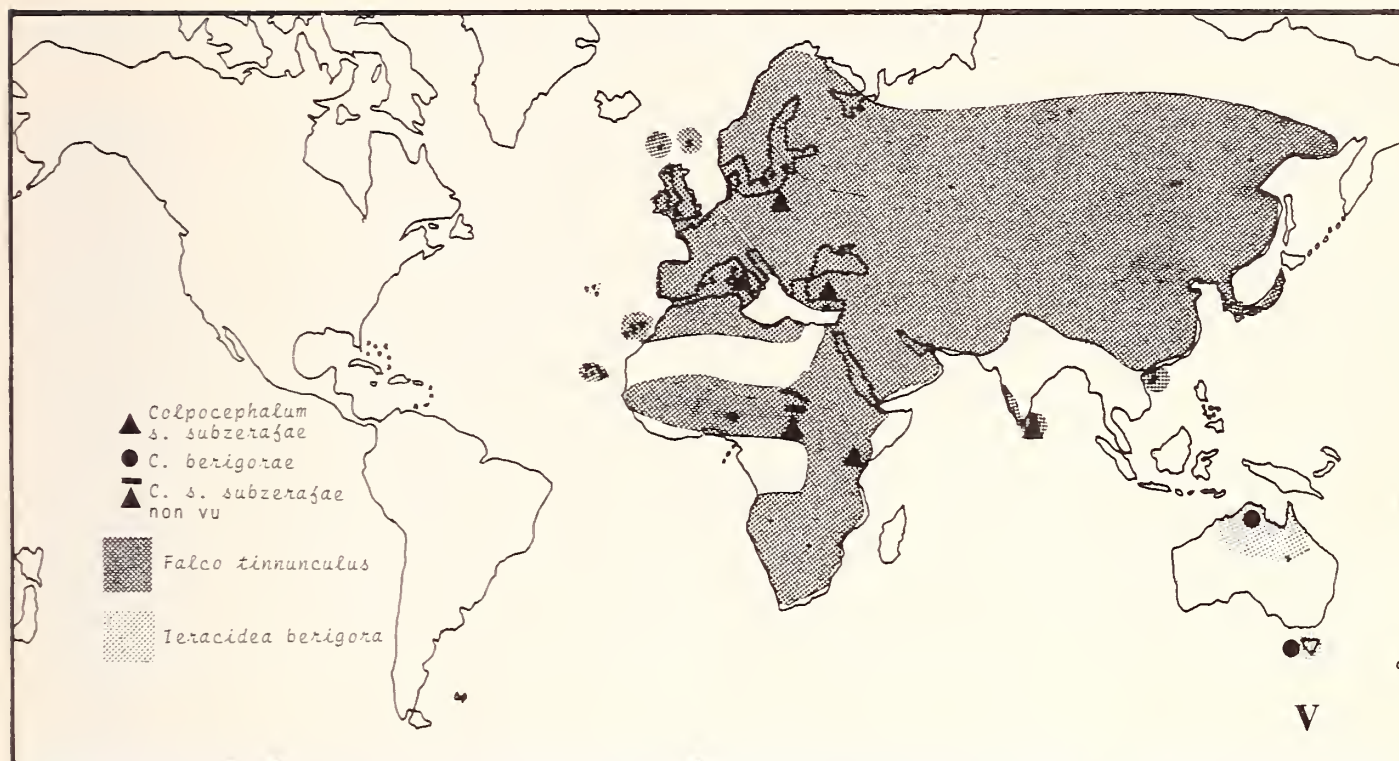 Colpocephalum
s. subzerafae
C. berigorae
C. s. subzerafae
non vu
Falco tinnunculus
Ieracidea berigora
V